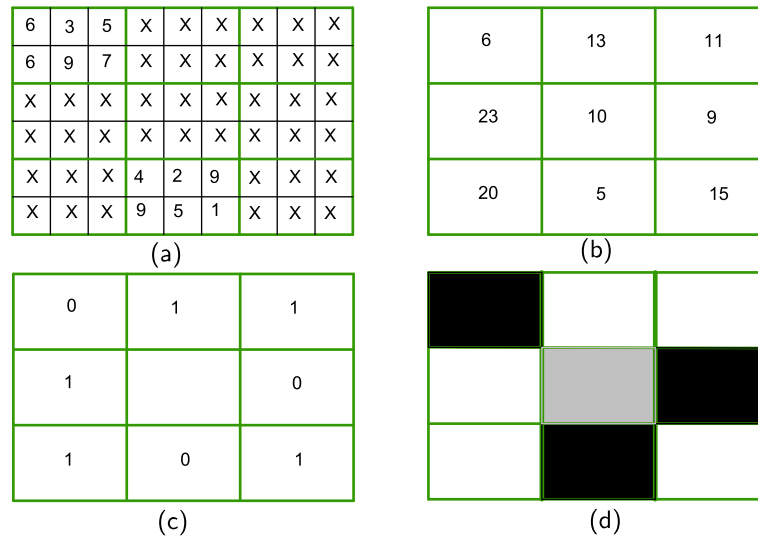 6 3 5 X X X X X X
6 9 7 X X X X X X
X X X X X X X X X
X X X X X X X X X
X X X 4 2 9 X X X
X X X 9 5 1 X X X
(a)
6 13 11
23 10 9
20 5 15
(b)
0 1 1
1 0
1 0 1
(c)
(d)